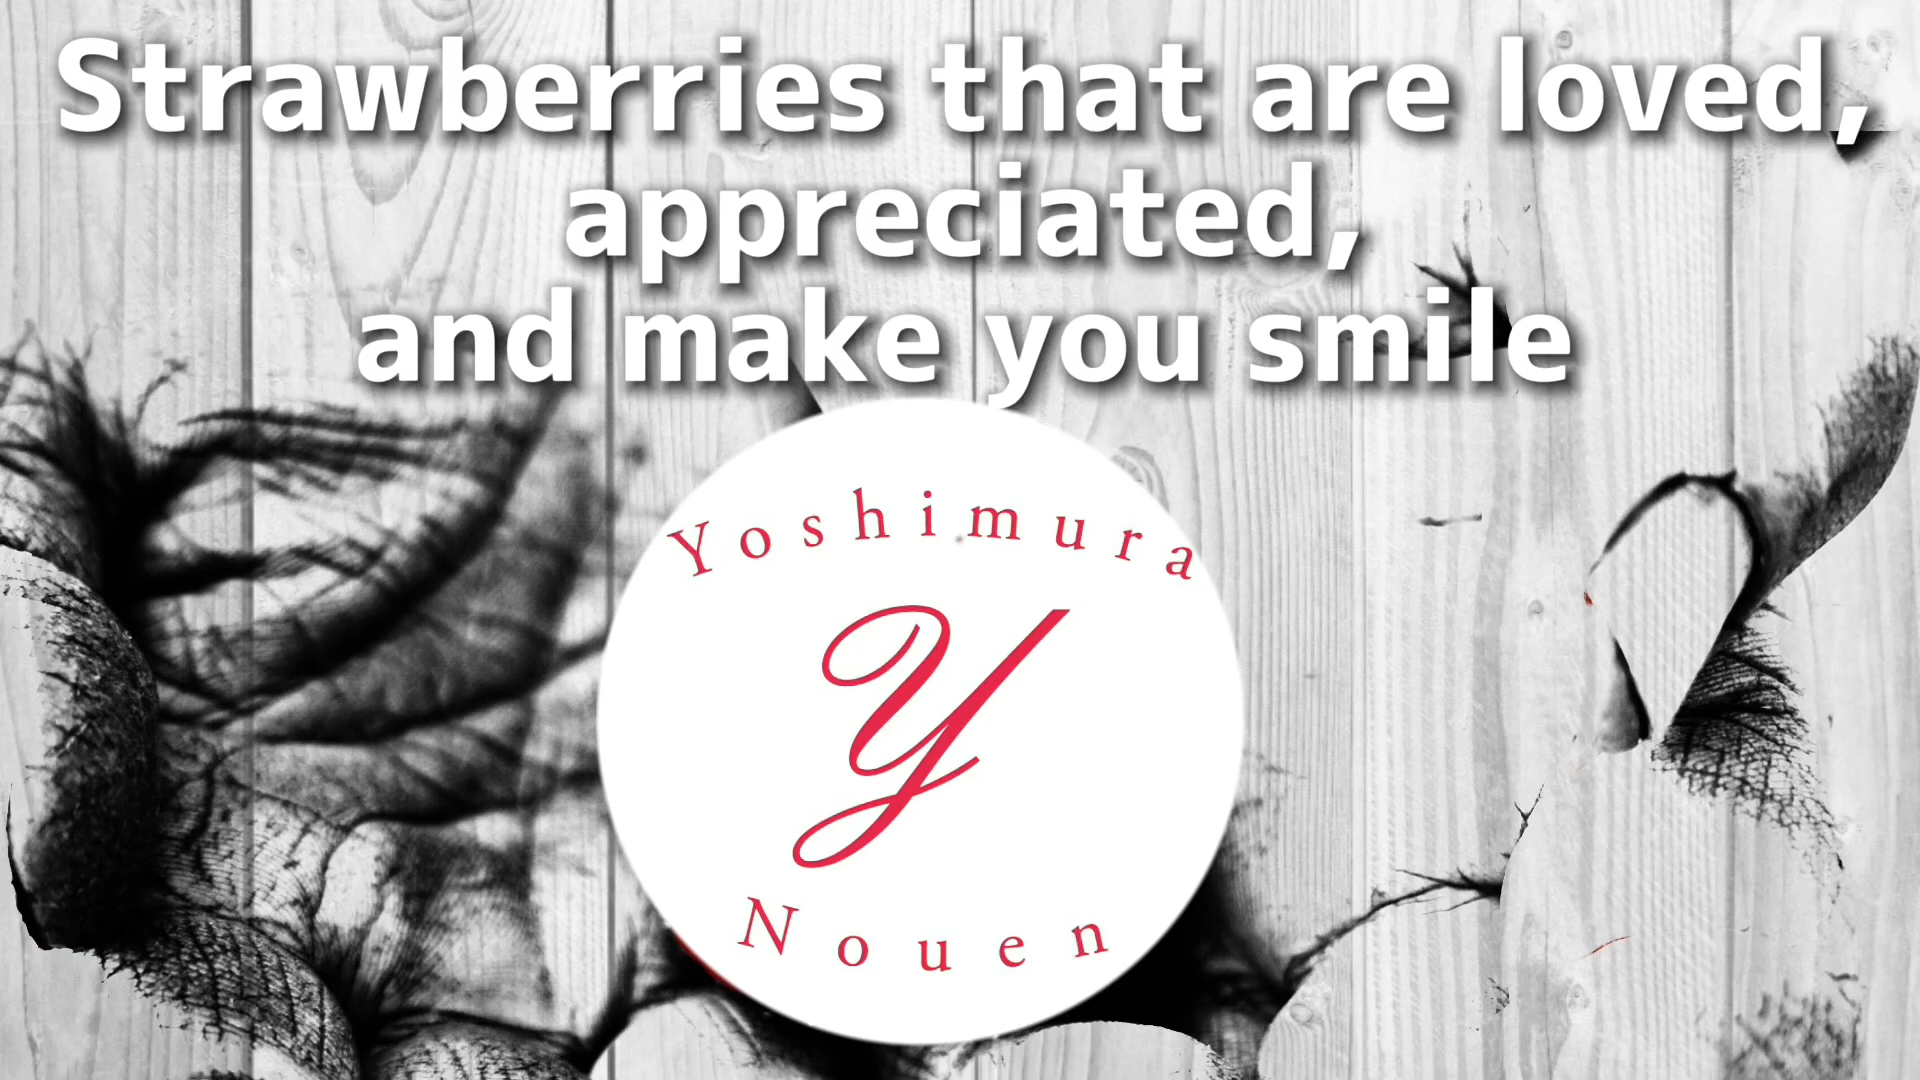 Strawberries that are loved,
appreciated,
and make you smile
Yoshimura
Y
Nouen